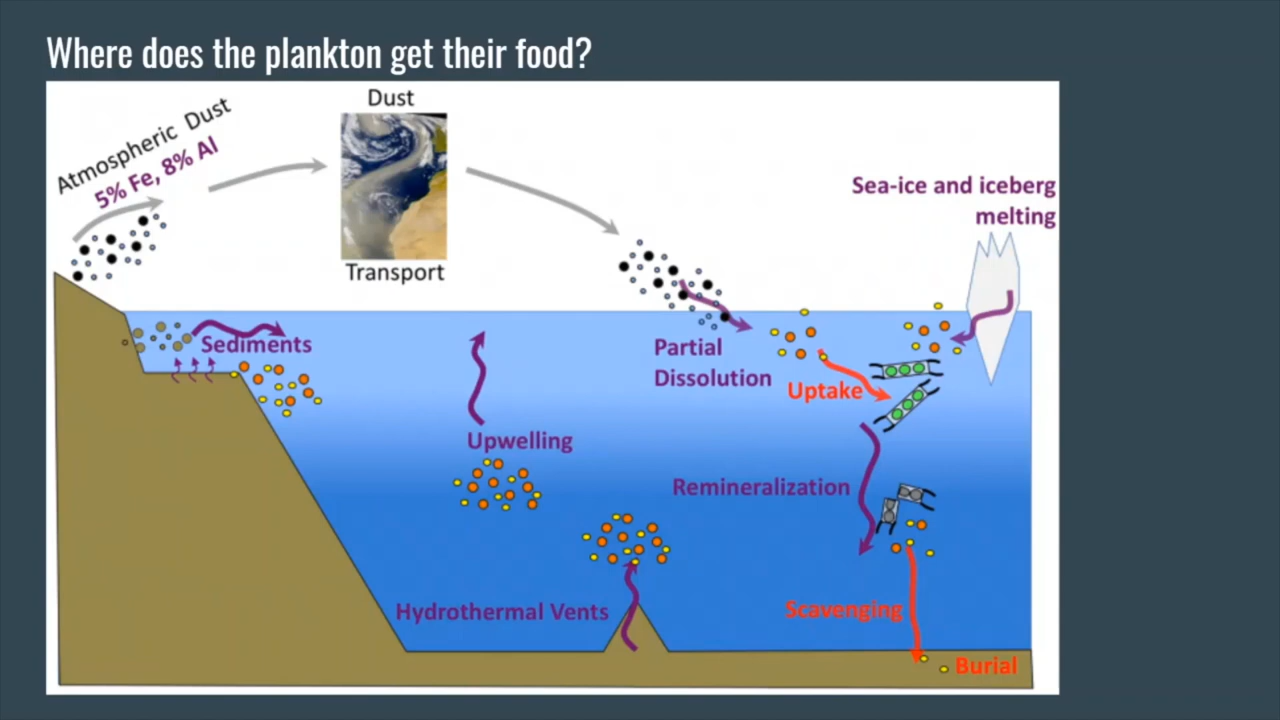 Where does the plankton get their food?
Atmospheric Dust
5% Fe, 8% Al
Dust
Transport
Sea-ice and iceberg
melting
Sediments
Partial
Dissolution
Uptake
Upwelling
Remineralization
Hydrothermal Vents
Scavenging
Burial